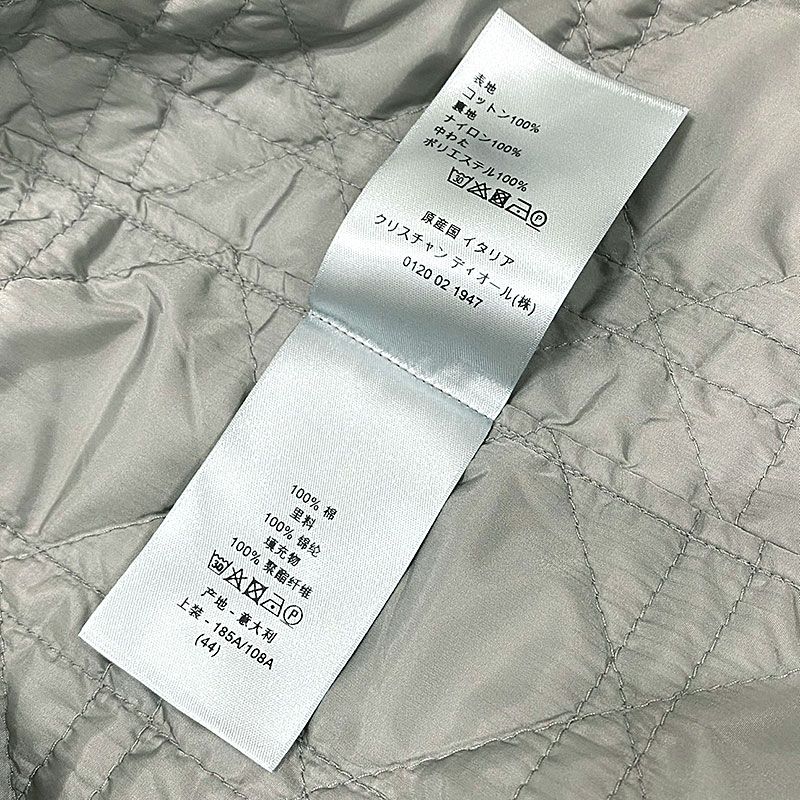 表地
コットン100%
裏地
ナイロン100%
中わた
ポリエステル100%
30 P
原産国 イタリア
クリスチャン ディオール(株)
0120 02 1947
100% 棉
里料
100% 锦纶
填充物
100% 聚酯纤维
30 P
产地 - 意大利
上装 - 185A/108A
(44)